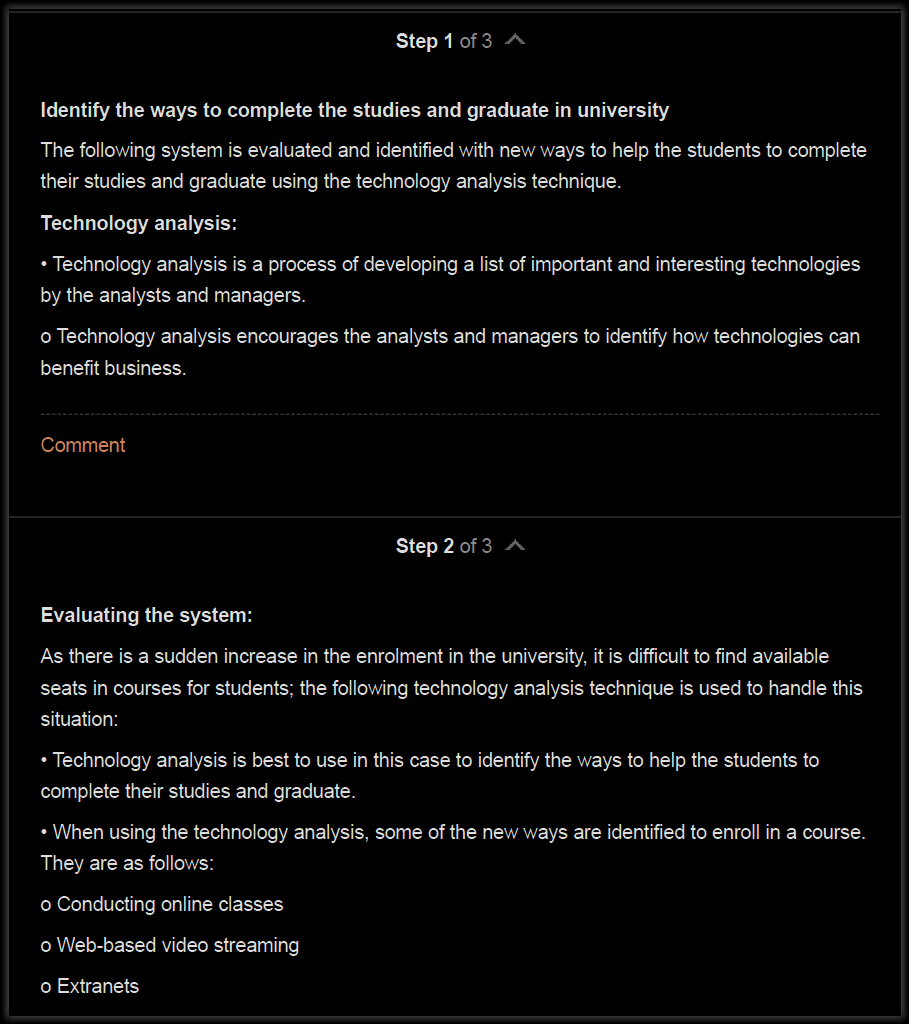 Step 1 of 3
Identify the ways to complete the studies and graduate in university
The following system is evaluated and identified with new ways to help the students to complete
their studies and graduate using the technology analysis technique.
Technology analysis:
• Technology analysis is a process of developing a list of important and interesting technologies
by the analysts and managers.
o Technology analysis encourages the analysts and managers to identify how technologies can
benefit business.
Comment
Step 2 of 3
Evaluating the system:
As there is a sudden increase in the enrolment in the university, it is difficult to find available
seats in courses for students; the following technology analysis technique is used to handle this
situation:
• Technology analysis is best to use in this case to identify the ways to help the students to
complete their studies and graduate.
• When using the technology analysis, some of the new ways are identified to enroll in a course.
They are as follows:
o Conducting online classes
o Web-based video streaming
o Extranets